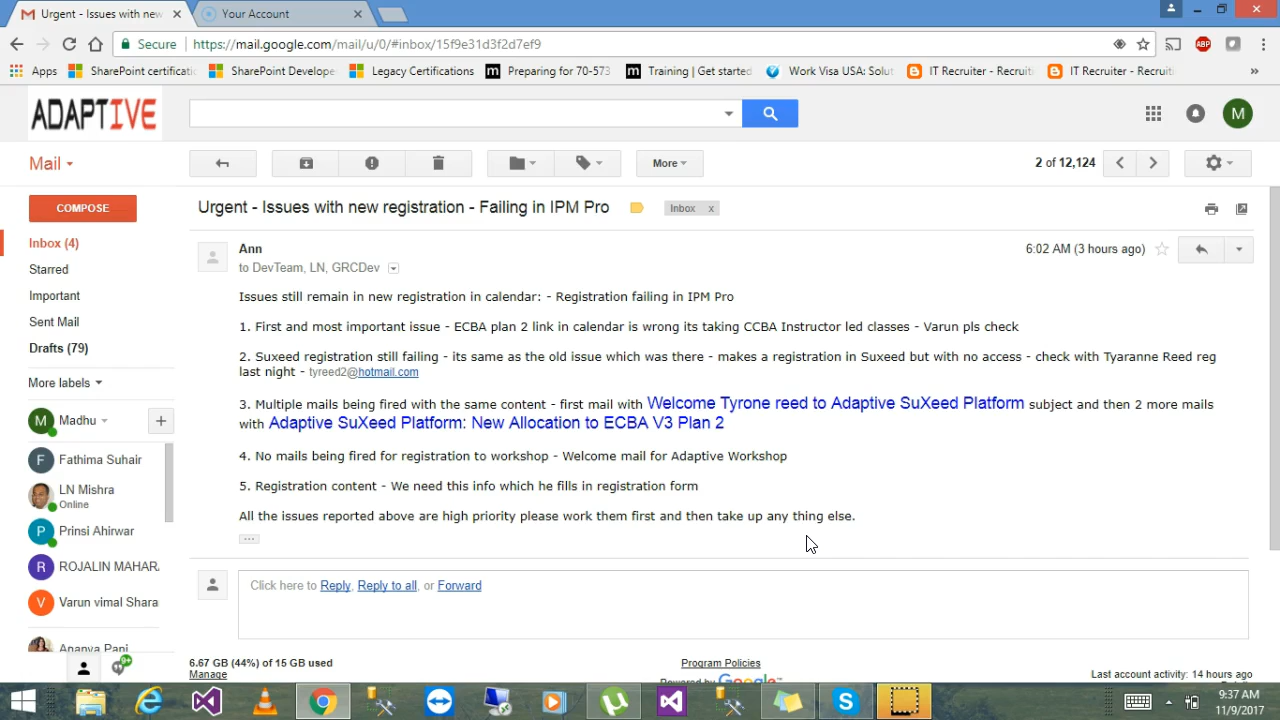 Urgent - Issues with new
Your Account
Secure
https://mail.google.com/mail/u/0/#inbox/15f9e31d3f2d7ef9
ABP
Apps
SharePoint certificati
SharePoint Develope
Legacy Certifications
Preparing for 70-573
Training | Get started
Work Visa USA: Solut
IT Recruiter - Recruit
IT Recruiter - Recruit
»
ADAPTIVE
M
Mail
More
2 of 12,124
COMPOSE
Urgent - Issues with new registration - Failing in IPM Pro
Inbox x
Inbox (4)
Starred
Important
Sent Mail
Drafts (79)
More labels
M Madhu
+
F Fathima Suhair
LN Mishra
Online
P Prinsi Ahirwar
R ROJALIN MAHAR
V Varun vimal Shara
Ananya Pani
9+
Ann
6:02 AM (3 hours ago)
to DevTeam, LN, GRCDev
Issues still remain in new registration in calendar: - Registration failing in IPM Pro
1. First and most important issue - ECBA plan 2 link in calendar is wrong its taking CCBA Instructor led classes - Varun pls check
2. Suxeed registration still failing - its same as the old issue which was there - makes a registration in Suxeed but with no access - check with Tyaranne Reed reg
last night - tyreed2@hotmail.com
3. Multiple mails being fired with the same content - first mail with Welcome Tyrone reed to Adaptive SuXeed Platform subject and then 2 more mails
with Adaptive SuXeed Platform: New Allocation to ECBA V3 Plan 2
4. No mails being fired for registration to workshop - Welcome mail for Adaptive Workshop
5. Registration content - We need this info which he fills in registration form
All the issues reported above are high priority please work them first and then take up any thing else.
...
Click here to Reply, Reply to all, or Forward
6.67 GB (44%) of 15 GB used
Manage
Program Policies
Powered by Google™
Last account activity: 14 hours ago
9:37 AM
11/9/2017